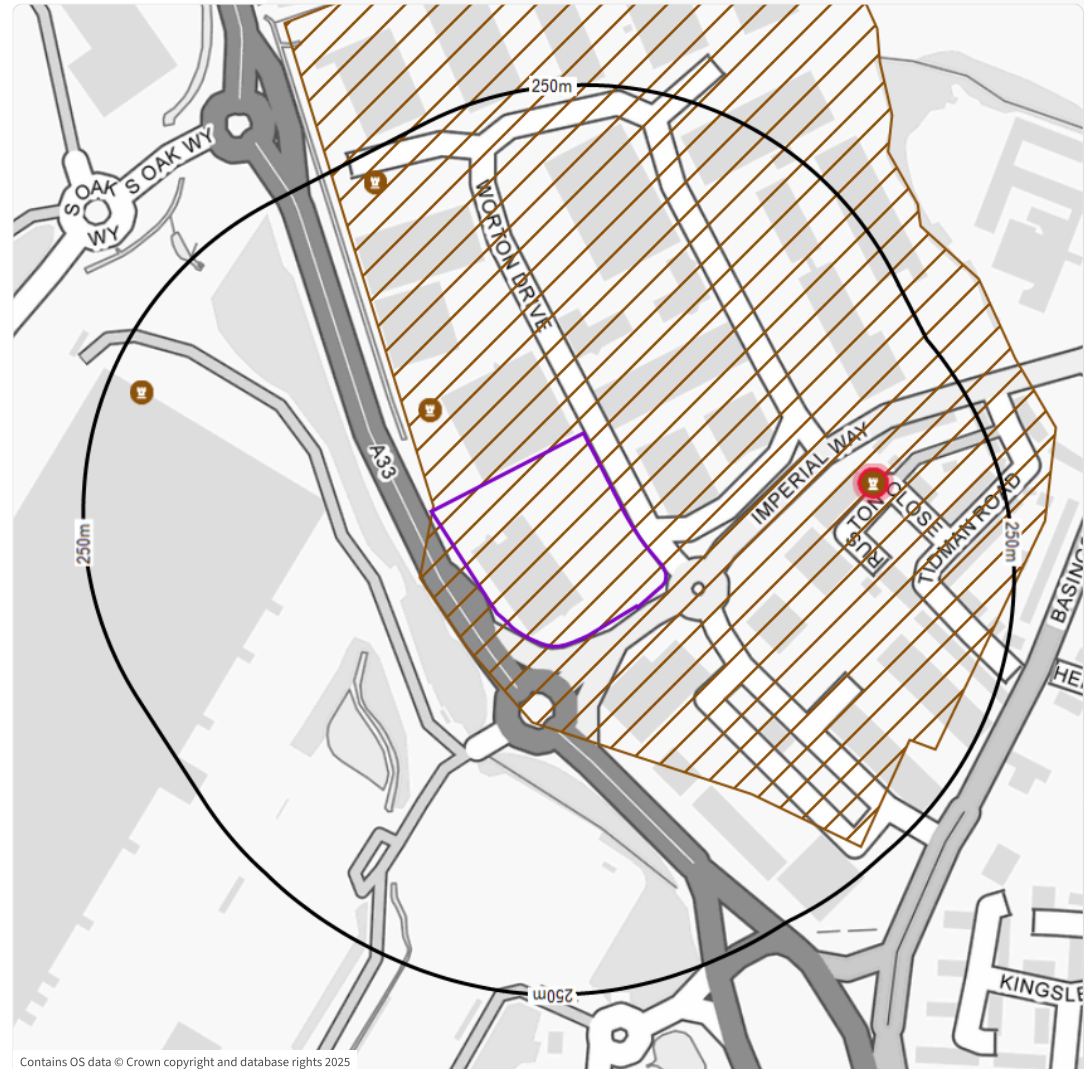 250m
S OAK WY
S OAK
WY
WORTON DRIVE
A33
IMPERIAL WAY
RUSTON CLOSE
TIDMAN ROAD
250m
250m
BASINGS
HE
250m
KINGSLE
Contains OS data © Crown copyright and database rights 2025